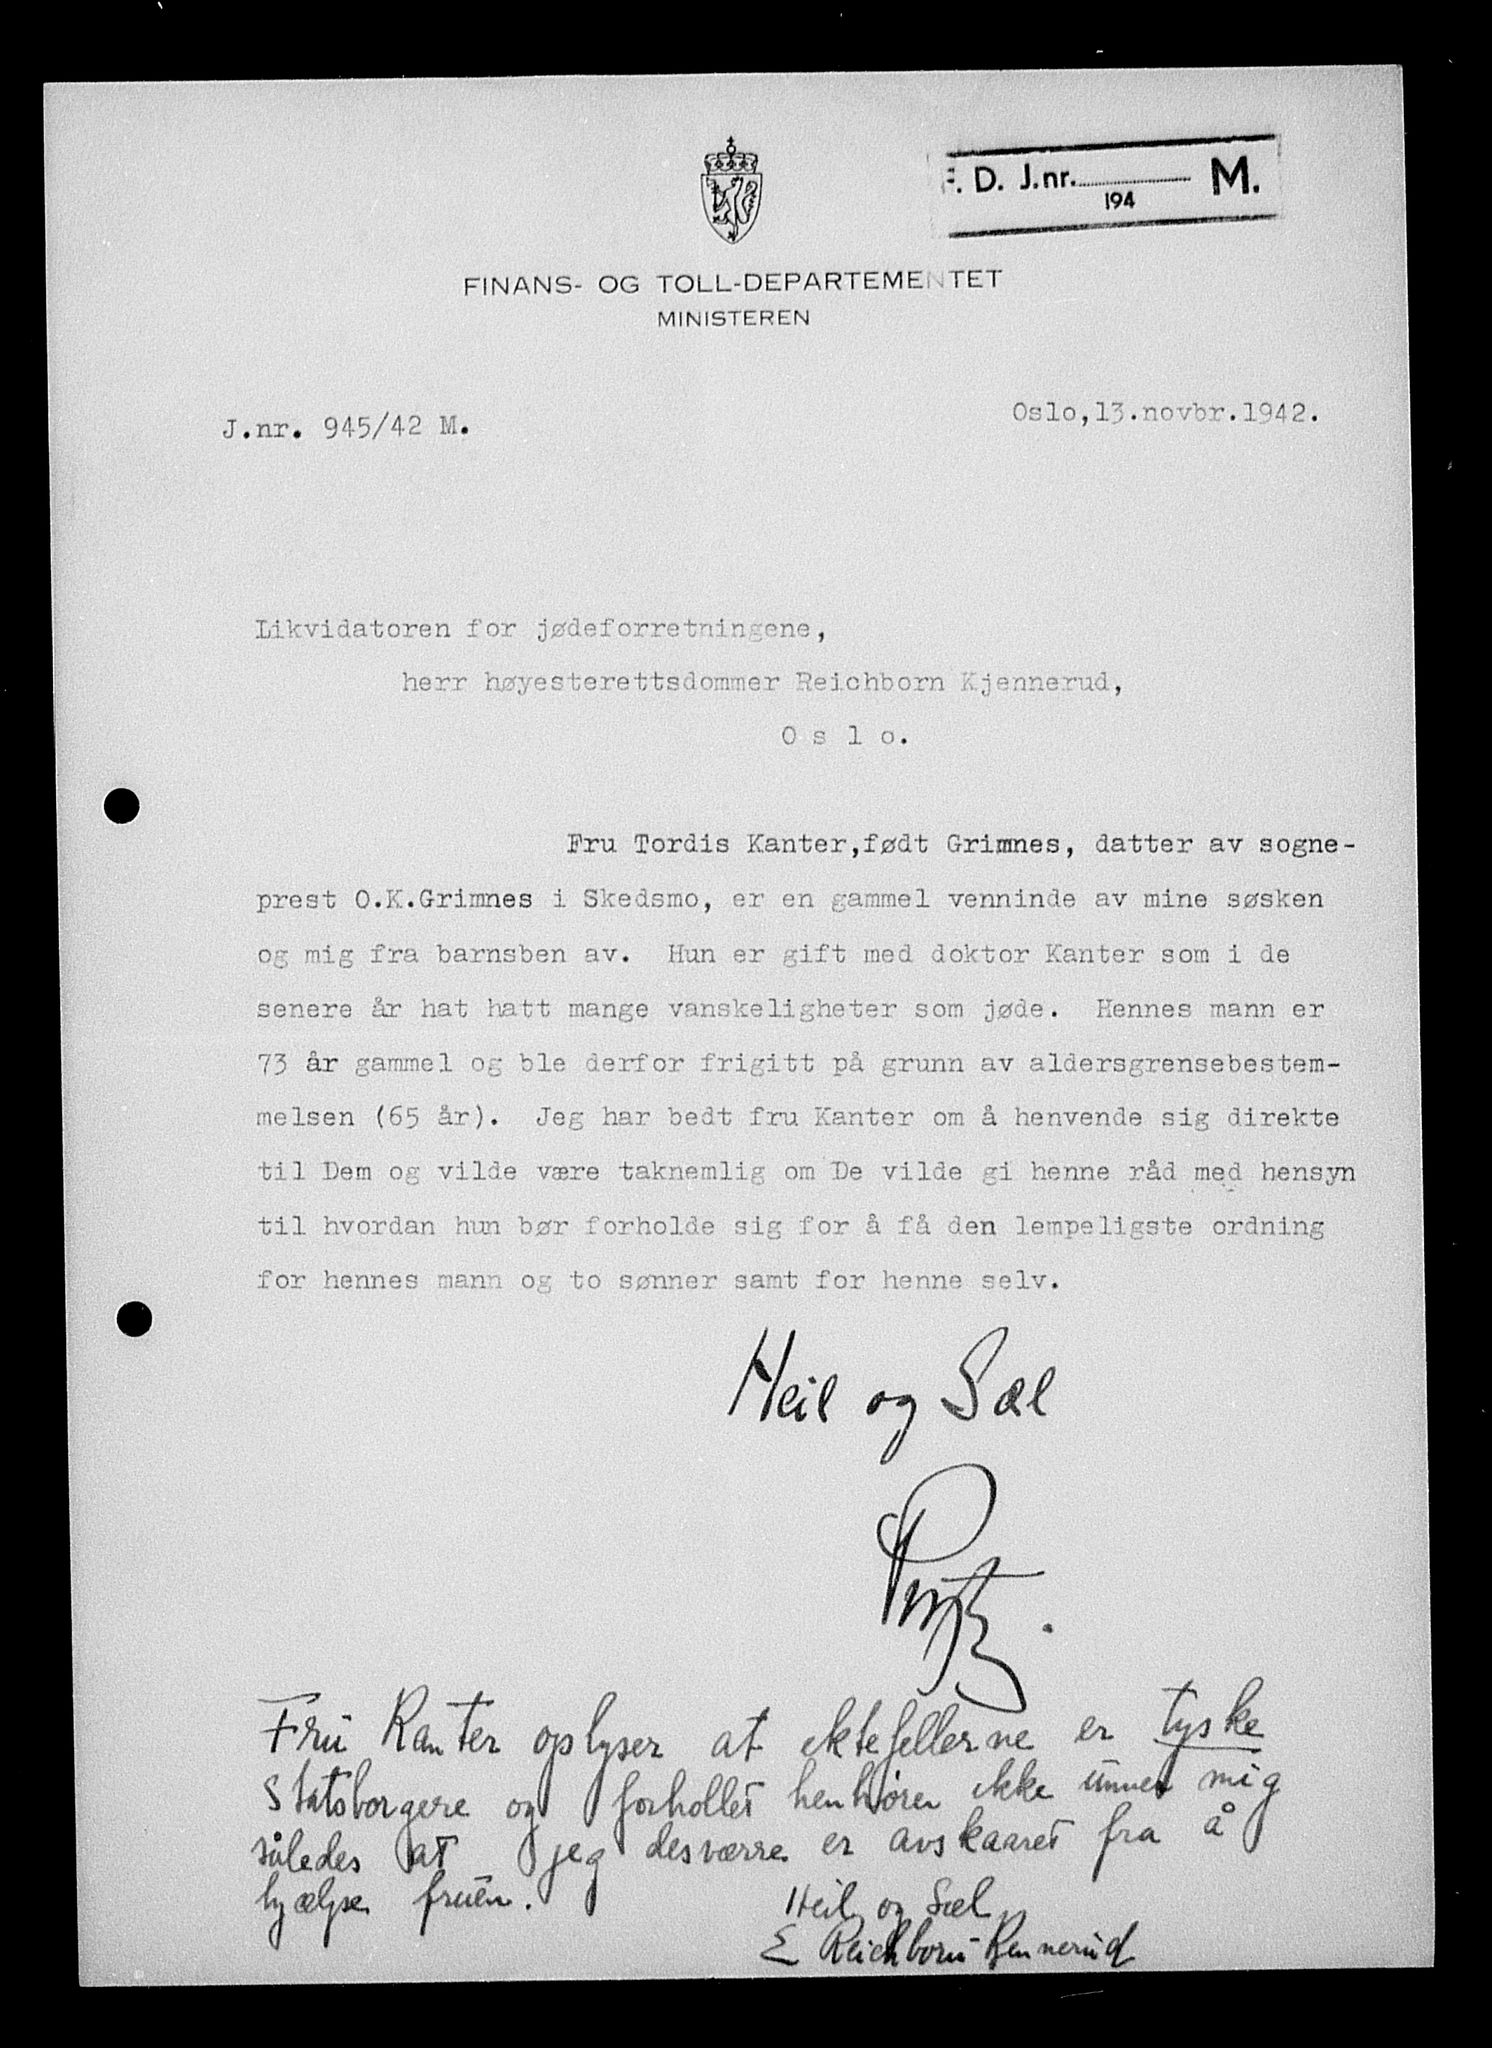 F. D. J.nr. M.
194
FINANS- OG TOLL-DEPARTEMENTET
MINISTEREN
J.nr. 945/42 M.
Oslo,13.novbr.1942.
Likvidatoren for jødeforretningene,
herr høyesterettsdommer Reichborn Kjennerud,
O s l o.
Fru Tordis Kanter,født Grimnes, datter av sogne-
prest O.K.Grimnes i Skedsmo, er en gammel venninde av mine søsken
og mig fra barnsben av. Hun er gift med doktor Kanter som i de
senere år hat hatt mange vanskeligheter som jøde. Hennes mann er
73 år gammel og ble derfor frigitt på grunn av aldersgrensebestem-
melsen (65 år). Jeg har bedt fru Kanter om å henvende sig direkte
til Dem og vilde være taknemlig om De vilde gi henne råd med hensyn
til hvordan hun bør forholde sig for å få den lempeligste ordning
for hennes mann og to sønner samt for henne selv.
Heil og Sæl
Prytz.
Fru Kanter oplyser at ektefellerne er tyske
Statsborgere og forholdet henhører ikke under mig
således at jeg desværre er avskaaret fra å
hjælpe fruen.
Heil og Sæl
E Reichborn-Kennerud